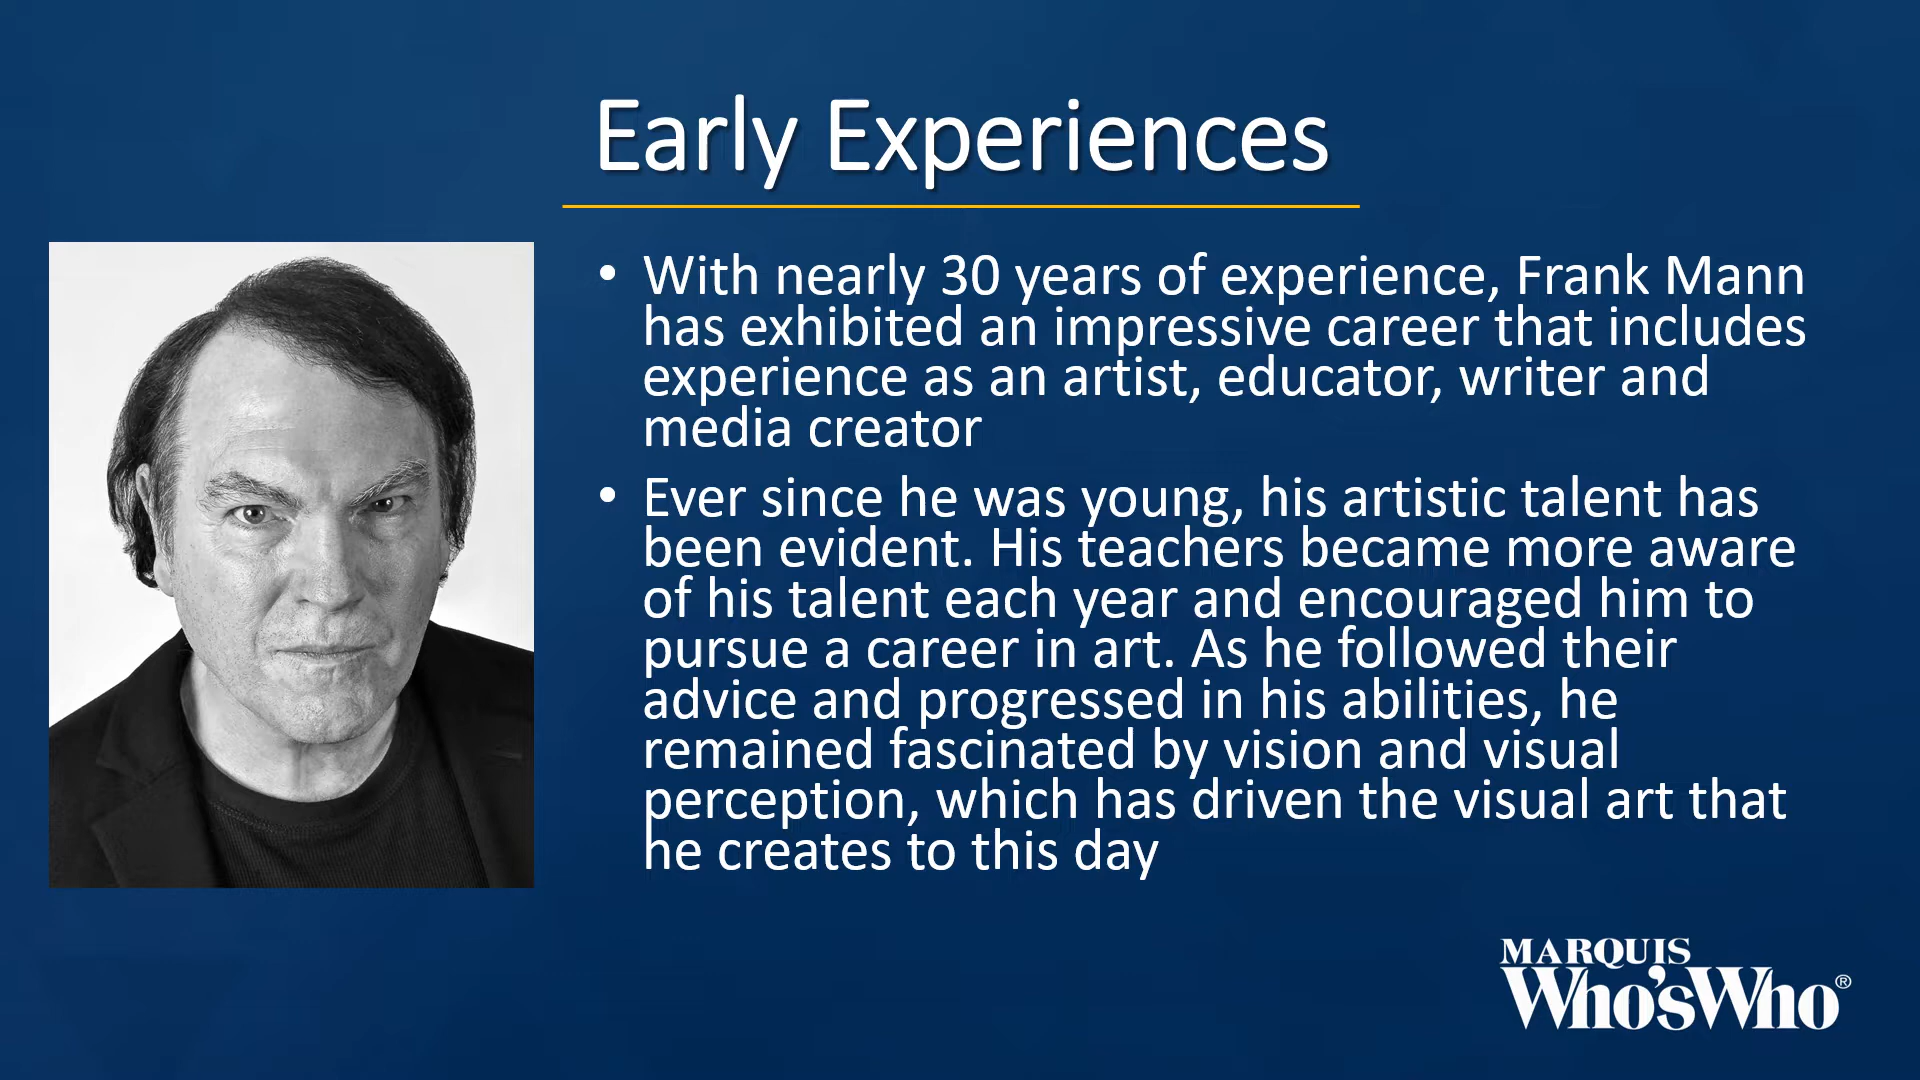 Early Experiences
• With nearly 30 years of experience, Frank Mann
has exhibited an impressive career that includes
experience as an artist, educator, writer and
media creator
• Ever since he was young, his artistic talent has
been evident. His teachers became more aware
of his talent each year and encouraged him to
pursue a career in art. As he followed their
advice and progressed in his abilities, he
remained fascinated by vision and visual
perception, which has driven the visual art that
he creates to this day
MARQUIS
Who'sWho®